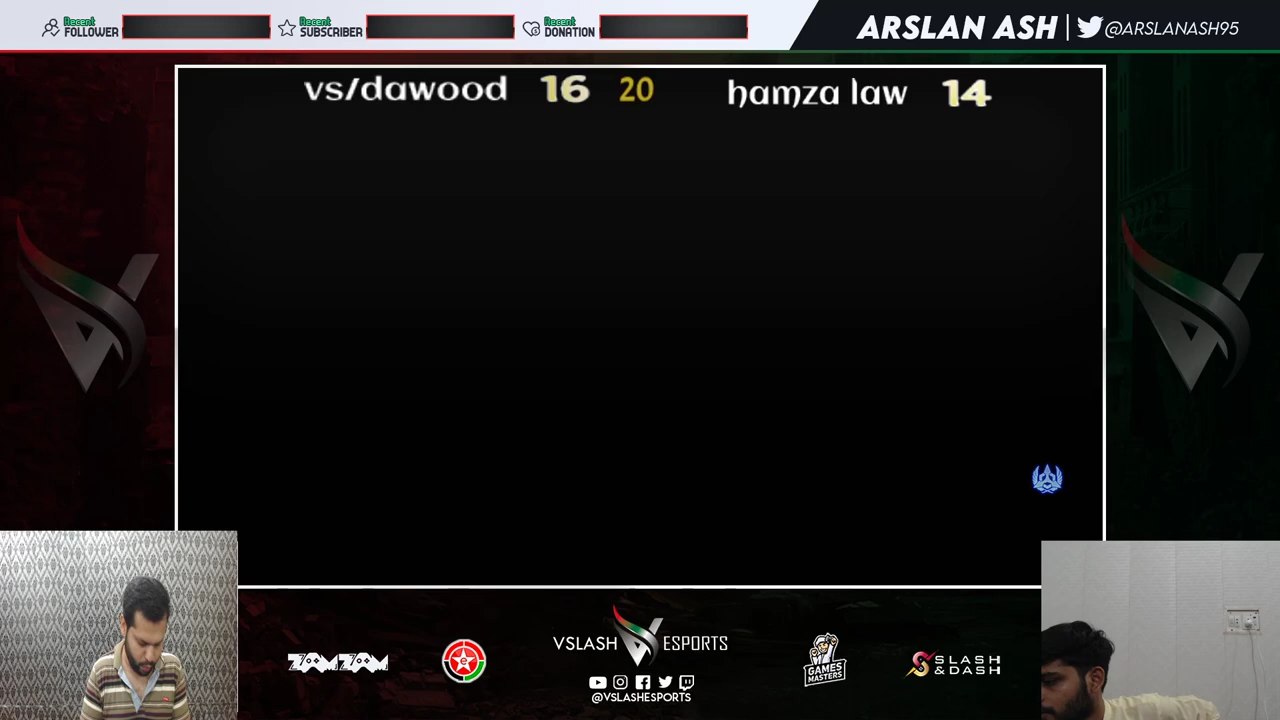 Recent
FOLLOWER
Recent
SUBSCRIBER
Recent
DONATION
ARSLAN ASH
@ARSLANASH95
vs/dawood 16 20 hamza law 14
ZAMZAM
VSLASH ESPORTS
@VSLASHESPORTS
GAMES
MASTERS
SLASH
& DASH